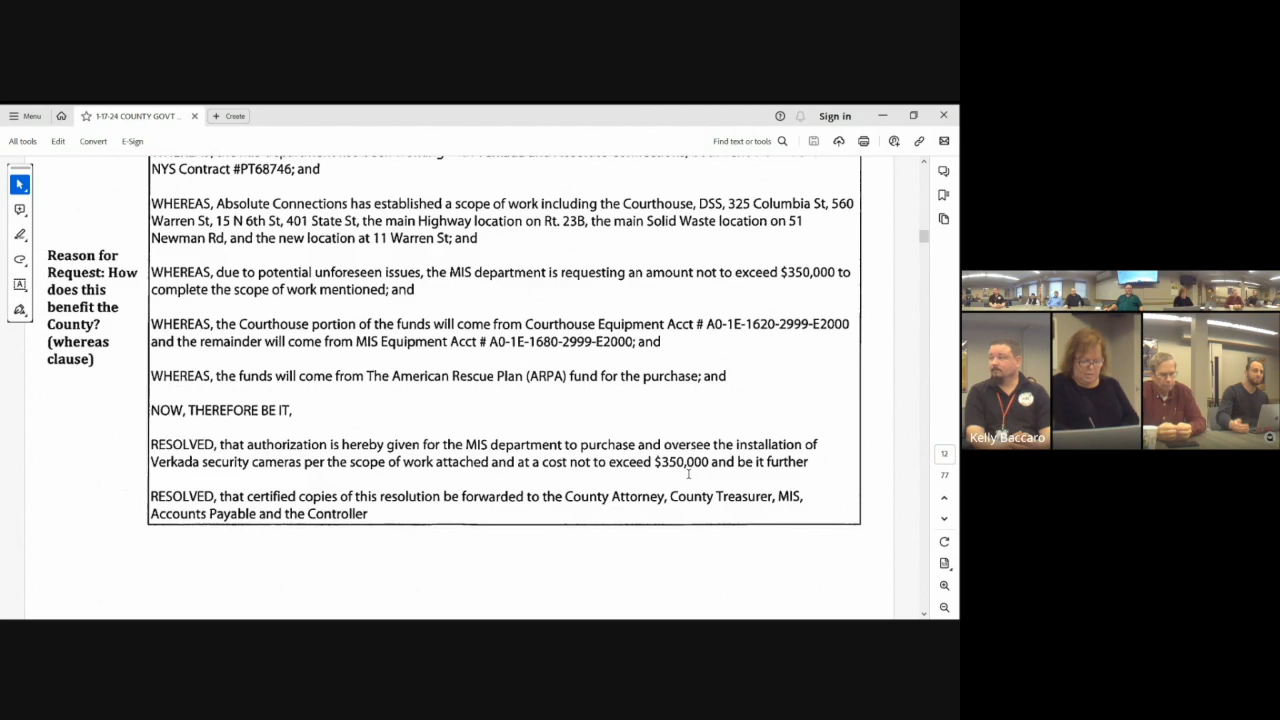 Menu
1-17-24 COUNTY GOVT ...
Create
Sign in
All tools Edit Convert E-Sign
Find text or tools
NYS Contract #PT68746; and
WHEREAS, Absolute Connections has established a scope of work including the Courthouse, DSS, 325 Columbia St, 560
Warren St, 15 N 6th St, 401 State St, the main Highway location on Rt. 23B, the main Solid Waste location on 51
Newman Rd, and the new location at 11 Warren St; and
WHEREAS, due to potential unforeseen issues, the MIS department is requesting an amount not to exceed $350,000 to
complete the scope of work mentioned; and
WHEREAS, the Courthouse portion of the funds will come from Courthouse Equipment Acct # A0-1E-1620-2999-E2000
and the remainder will come from MIS Equipment Acct # A0-1E-1680-2999-E2000; and
WHEREAS, the funds will come from The American Rescue Plan (ARPA) fund for the purchase; and
NOW, THEREFORE BE IT,
RESOLVED, that authorization is hereby given for the MIS department to purchase and oversee the installation of
Verkada security cameras per the scope of work attached and at a cost not to exceed $350,000 and be it further
RESOLVED, that certified copies of this resolution be forwarded to the County Attorney, County Treasurer, MIS,
Accounts Payable and the Controller
Reason for
Request: How
does this
benefit the
County?
(whereas
clause)
12
77
Kelly Baccaro